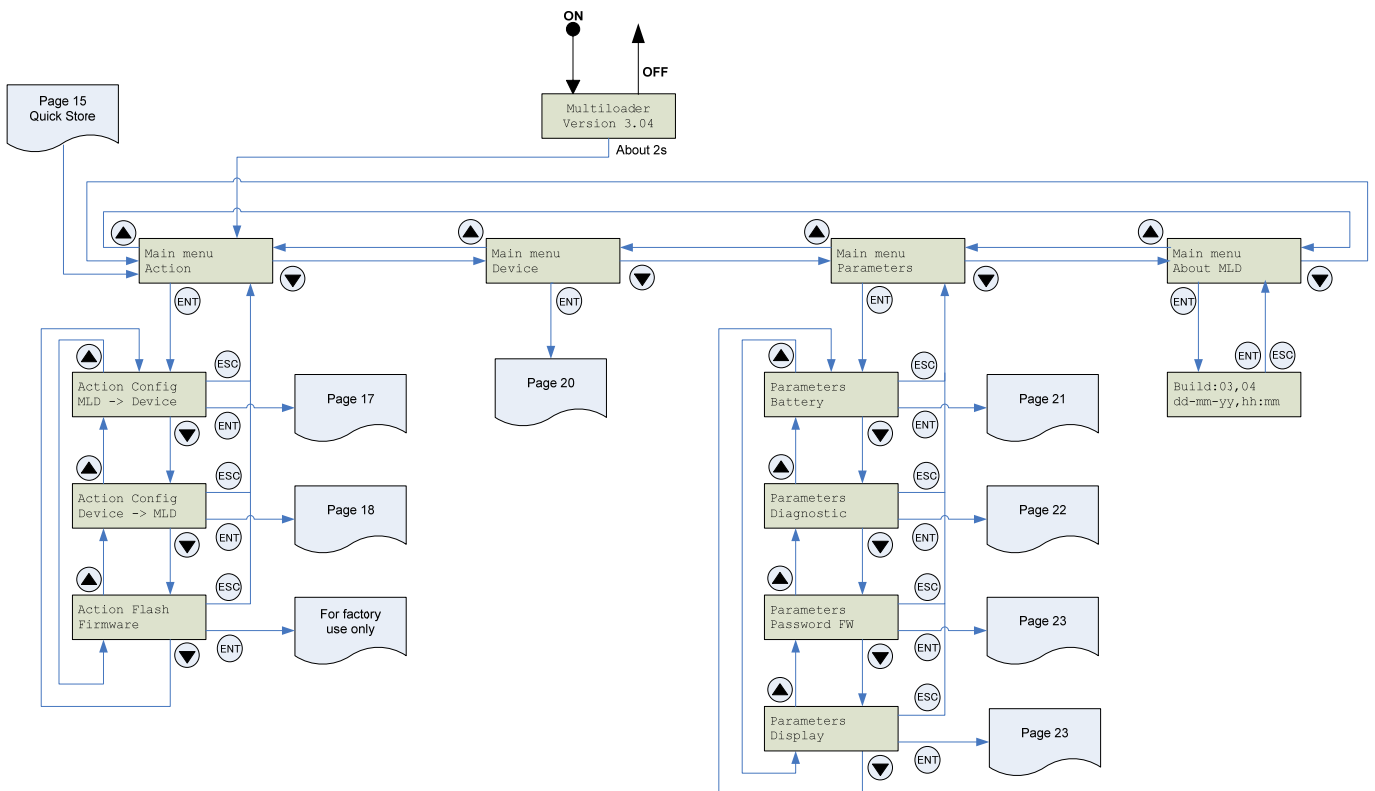 ON
OFF
Page 15
Quick Store
Multiloader
Version 3.04
About 2s
Main menu
Action
Main menu
Device
Main menu
Parameters
Main menu
About MLD
ENT
ENT
ENT
ENT
ENT
ESC
Action Config
MLD -> Device
ESC
ENT
Page 17
Page 20
Parameters
Battery
ESC
ENT
Page 21
Build:03,04
dd-mm-yy,hh:mm
Action Config
Device -> MLD
ESC
ENT
Page 18
Parameters
Diagnostic
ESC
ENT
Page 22
Action Flash
Firmware
ESC
ENT
For factory
use only
Parameters
Password FW
ESC
ENT
Page 23
Parameters
Display
ESC
ENT
Page 23